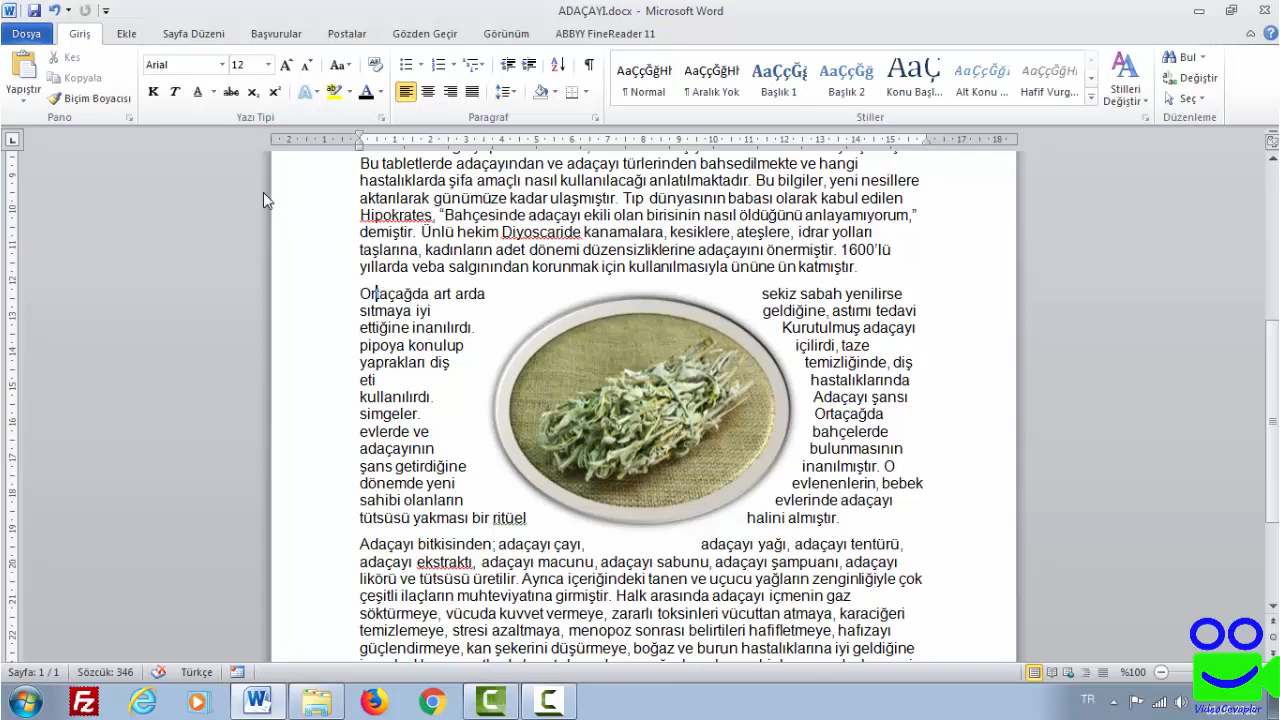 ADAÇAYI.docx - Microsoft Word
Dosya Giriş Ekle Sayfa Düzeni Başvurular Postalar Gözden Geçir Görünüm ABBYY FineReader 11
Yapıştır
Kes
Kopyala
Biçim Boyacısı
Pano
Arial 12
Yazı Tipi
Paragraf
AaÇçĞğHł AaÇçĞğHł AaÇçĞğ AaÇçĞğ AaÇ AaÇçĞğHł AaÇçĞğHł
¶ Normal ¶ Aralık Yok Başlık 1 Başlık 2 Konu Başl... Alt Konu ... Hafif Vurg...
Stilleri Değiştir
Stiller
Bul
Değiştir
Seç
Düzenleme
Bu tabletlerde adaçayından ve adaçayı türlerinden bahsedilmekte ve hangi
hastalıklarda şifa amaçlı nasıl kullanılacağı anlatılmaktadır. Bu bilgiler, yeni nesillere
aktarılarak günümüze kadar ulaşmıştır. Tıp dünyasının babası olarak kabul edilen
Hipokrates, “Bahçesinde adaçayı ekili olan birisinin nasıl öldüğünü anlayamıyorum,”
demiştir. Ünlü hekim Diyoscaride kanamalara, kesiklere, ateşlere, idrar yolları
taşlarına, kadınların adet dönemi düzensizliklerine adaçayını önermiştir. 1600’lü
yıllarda veba salgınından korunmak için kullanılmasıyla ününe ün katmıştır.
Ortaçağda art arda sekiz sabah yenilirse
sıtmaya iyi geldiğine, astımı tedavi
ettiğine inanılırdı. Kurutulmuş adaçayı
pipoya konulup içilirdi, taze
yaprakları diş temizliğinde, diş
eti hastalıklarında
kullanılırdı. Adaçayı şansı
simgeler. Ortaçağda
evlerde ve bahçelerde
adaçayının bulunmasının
şans getirdiğine inanılmıştır. O
dönemde yeni evlenenlerin, bebek
sahibi olanların evlerinde adaçayı
tütsüsü yakması bir ritüel halini almıştır.
Adaçayı bitkisinden; adaçayı çayı, adaçayı yağı, adaçayı tentürü,
adaçayı ekstraktı, adaçayı macunu, adaçayı sabunu, adaçayı şampuanı, adaçayı
likörü ve tütsüsü üretilir. Ayrıca içeriğindeki tanen ve uçucu yağların zenginliğiyle çok
çeşitli ilaçların muhteviyatına girmiştir. Halk arasında adaçayı içmenin gaz
söktürmeye, vücuda kuvvet vermeye, zararlı toksinleri vücuttan atmaya, karaciğeri
temizlemeye, stresi azaltmaya, menopoz sonrası belirtileri hafifletmeye, hafızayı
güçlendirmeye, kan şekerini düşürmeye, boğaz ve burun hastalıklarına iyi geldiğine
Sayfa: 1 / 1 Sözcük: 346 Türkçe %100
TR
VideoCevaplar